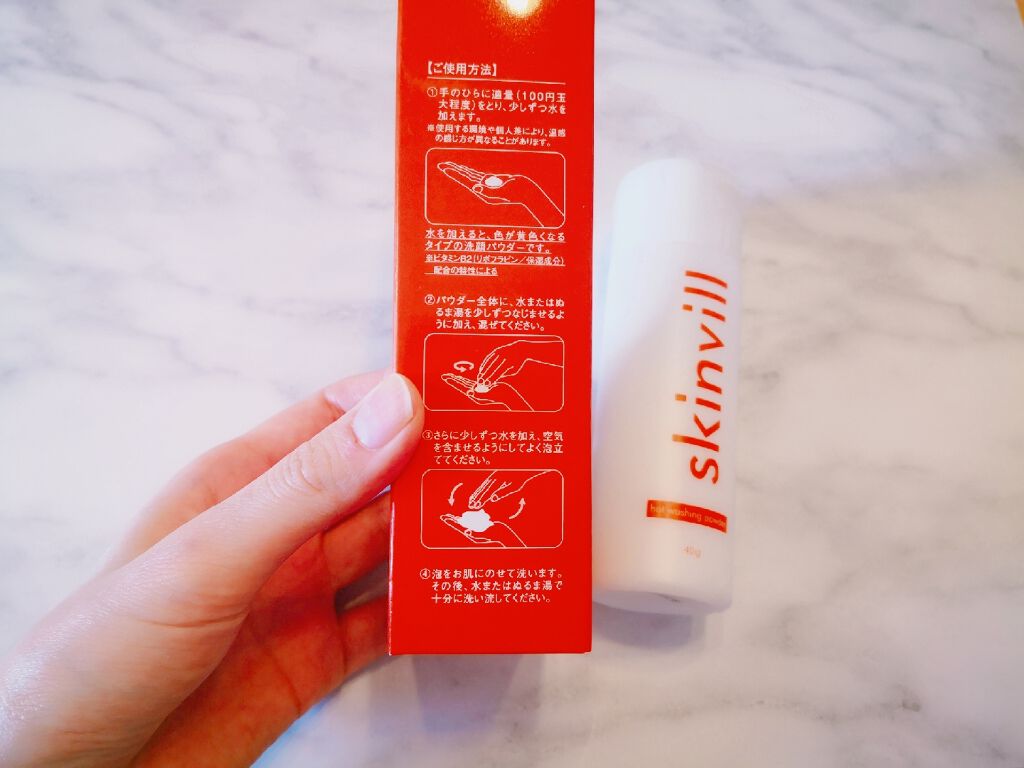 【ご使用方法】
①手のひらに適量(100円玉
大程度)をとり、少しずつ水を
加えます。
※使用する環境や個人差により、温感
の感じ方が異なることがあります。
水を加えると、色が黄色くなる
タイプの洗顔パウダーです。
※ビタミンB2(リボフラビン/保湿成分)
配合の特性による
②パウダー全体に、水またはぬ
るま湯を少しずつなじませるよ
うに加え、混ぜてください。
③さらに少しずつ水を加え、空気
を含ませるようにしてよく泡立
ててください。
④泡をお肌にのせて洗います。
その後、水またはぬるま湯で
十分に洗い流してください。
skinvill
hot washing powder
40g